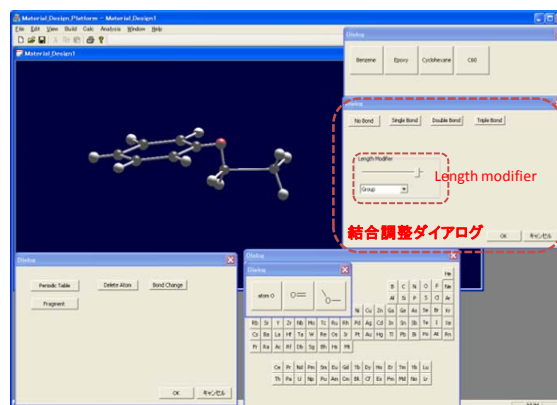 Material_Design_Platform - Material_Design1
File Edit View Build Calc Analysis Window Help
Material_Design1
Dialog
Benzene Epoxy Cyclohexane C60
Dialog
No Bond Single Bond Double Bond Triple Bond
Length Modifier
Length modifier
Group
結合調整ダイアログ
OK キャンセル
Dialog
Periodic Table Delete Atom Bond Change
Fragment
OK キャンセル
Dialog
Dialog
atom O
He
B C N O F Ne
Al Si P S Cl Ar
Ni Cu Zn Ga Ge As Se Br Kr
Rb Sr Y Zr Nb Mo Tc Ru Rh Pd Ag Cd In Sn Sb Te I Xe
Cs Ba La Hf Ta W Re Os Ir Pt Au Hg Tl Pb Bi Po At Rn
Fr Ra Ac Rf Db Sg Bh Hs Mt
Ce Pr Nd Pm Sm Eu Gd Tb Dy Ho Er Tm Yb Lu
Th Pa U Np Pu Am Cm Bk Cf Es Fm Md No Lr